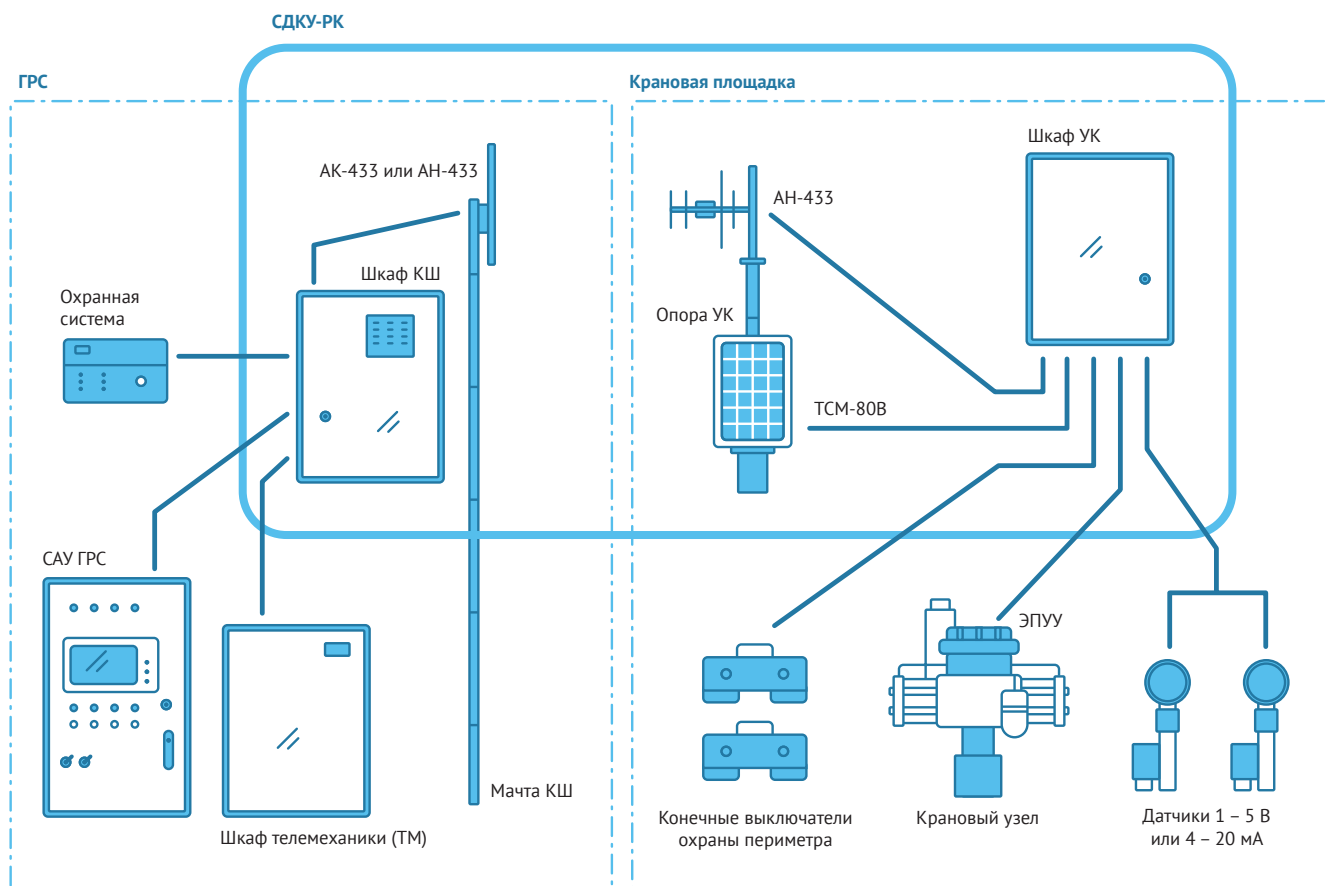 СДКУ-РК
ГРС
Крановая площадка
Шкаф УК
АК-433 или АН-433
АН-433
Шкаф КШ
Охранная
система
Опора УК
ТСМ-80В
САУ ГРС
ЭПУУ
Мачта КШ
Шкаф телемеханики (ТМ)
Конечные выключатели
охраны периметра
Крановый узел
Датчики 1 – 5 В
или 4 – 20 мА